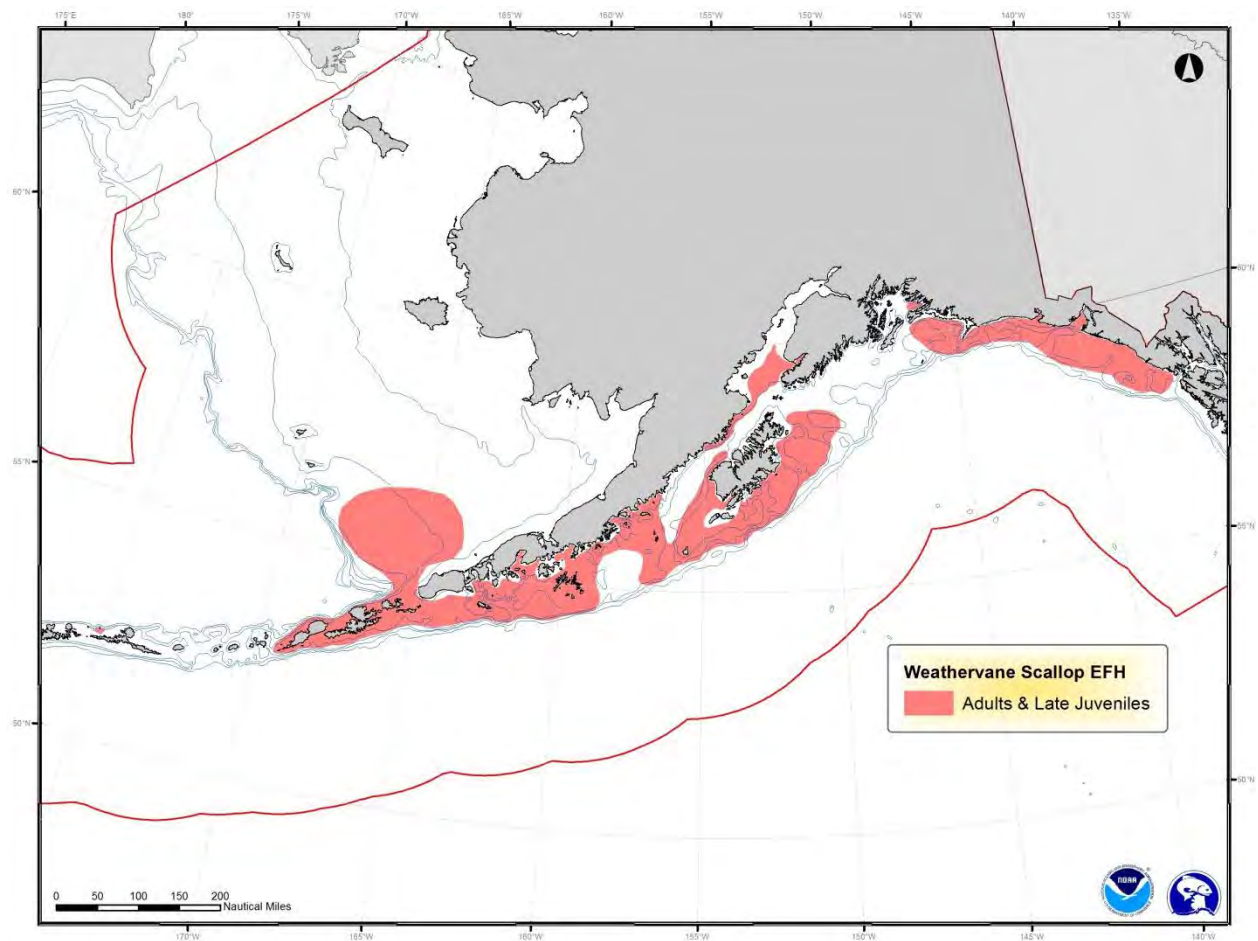 175°E 180° 175°W 170°W 165°W 160°W 155°W 150°W 145°W 140°W 135°W
60°N
60°N
55°N
55°N
50°N
50°N
Weathervane Scallop EFH
Adults & Late Juveniles
0 50 100 150 200
Nautical Miles
NOAA
170°W 165°W 160°W 155°W 150°W 145°W 140°W